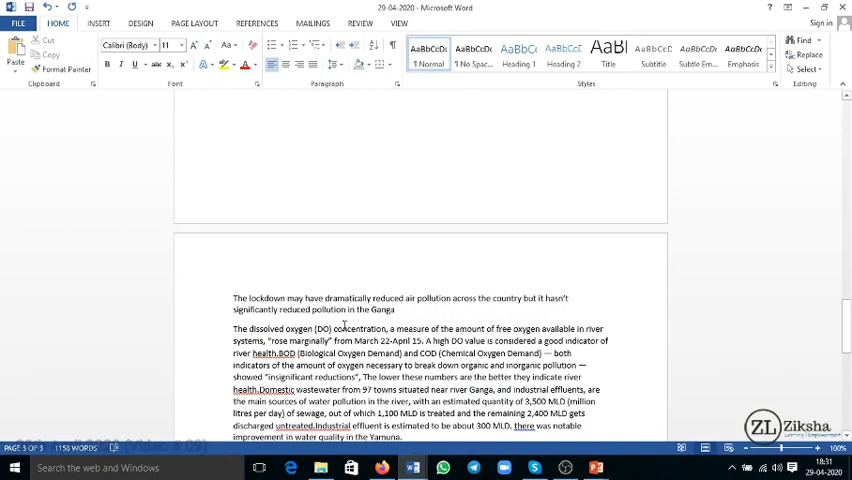 29-04-2020 - Microsoft Word
Sign in
FILE HOME INSERT DESIGN PAGE LAYOUT REFERENCES MAILINGS REVIEW VIEW
Paste
Cut
Copy
Format Painter
Clipboard
Calibri (Body) 11
Font
Paragraph
AaBbCcDc AaBbCcDc AaBbCc AaBbCcC AaBl AaBbCcC AaBbCcDc AaBbCcDc
¶ Normal ¶ No Spac... Heading 1 Heading 2 Title Subtitle Subtle Em... Emphasis
Styles
Find
Replace
Select
Editing
The lockdown may have dramatically reduced air pollution across the country but it hasn't
significantly reduced pollution in the Ganga
The dissolved oxygen (DO) concentration, a measure of the amount of free oxygen available in river
systems, "rose marginally" from March 22-April 15. A high DO value is considered a good indicator of
river health.BOD (Biological Oxygen Demand) and COD (Chemical Oxygen Demand) — both
indicators of the amount of oxygen necessary to break down organic and inorganic pollution —
showed "insignificant reductions", The lower these numbers are the better they indicate river
health.Domestic wastewater from 97 towns situated near river Ganga, and industrial effluents, are
the main sources of water pollution in the river, with an estimated quantity of 3,500 MLD (million
litres per day) of sewage, out of which 1,100 MLD is treated and the remaining 2,400 MLD gets
discharged untreated.Industrial effluent is estimated to be about 300 MLD. there was notable
improvement in water quality in the Yamuna.
ZL Ziksha
PAGE 3 OF 3 1158 WORDS
100%
Search the web and Windows
18:31
29-04-2020